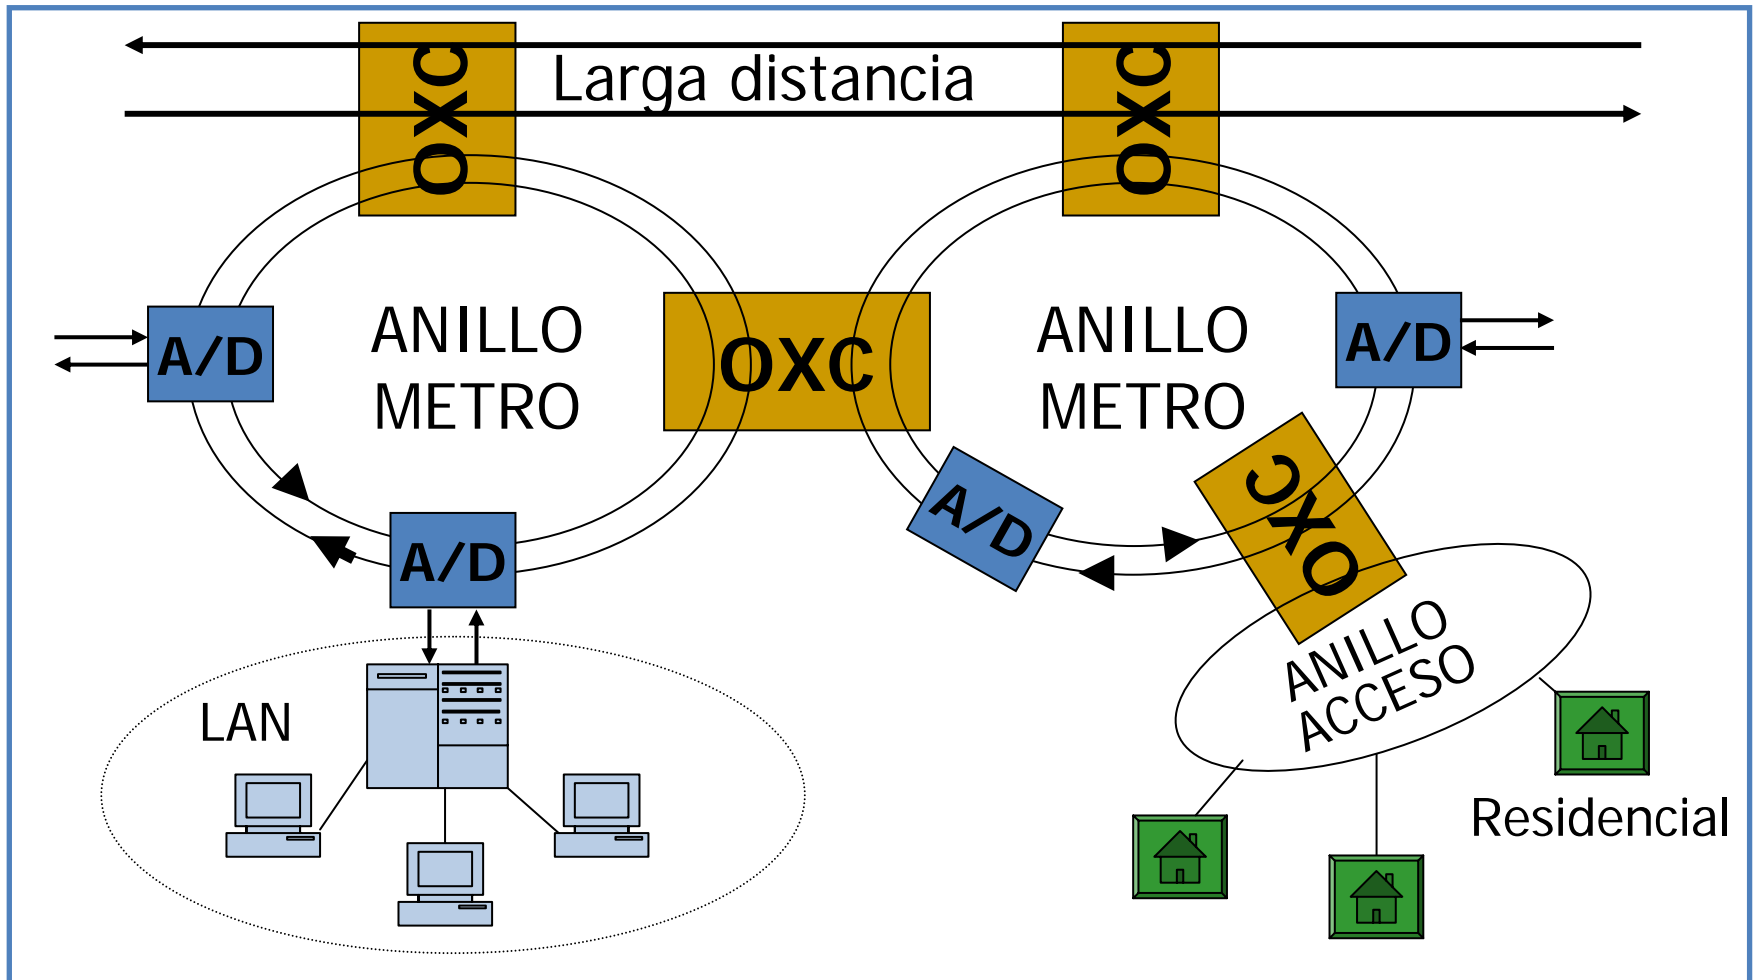 OXC
Larga distancia
OXC
ANILLO
METRO
ANILLO
METRO
A/D
OXC
A/D
OXC
A/D
A/D
ANILLO
ACCESO
LAN
Residencial